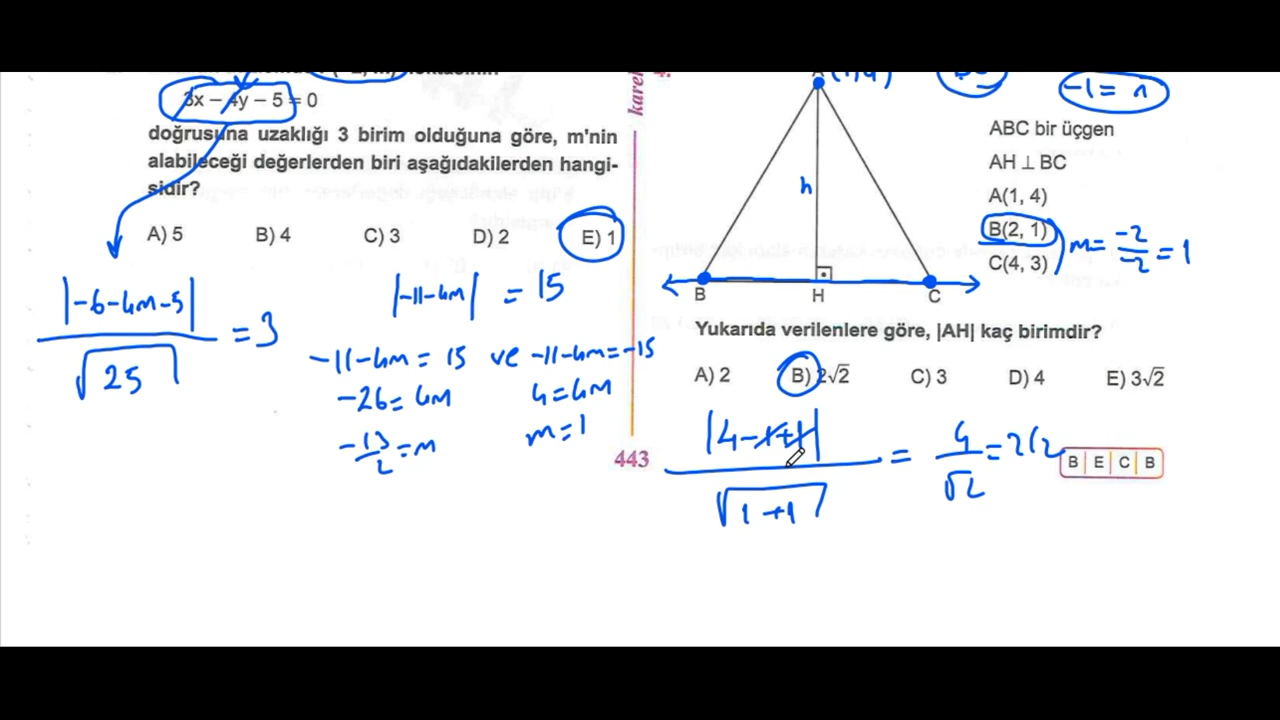 3x – 4y – 5 = 0
doğrusuna uzaklığı 3 birim olduğuna göre, m'nin
alabileceği değerlerden biri aşağıdakilerden hangi-
sidir?
A) 5 B) 4 C) 3 D) 2 E) 1
|-6-4m-5|
√25
= 3
|-11-4m| = 15
-11-4m = 15 ve -11-4m = -15
-26 = 4m 4 = 4m
-13/2 = m m = 1
443
karek
h
B H C
-1 = n
ABC bir üçgen
AH ⊥ BC
A(1, 4)
B(2, 1)
C(4, 3)
m = -2/-2 = 1
Yukarıda verilenlere göre, |AH| kaç birimdir?
A) 2 B) 2√2 C) 3 D) 4 E) 3√2
|4-1+1|
√1+1
= 4/√2 = 2√2
B E C B